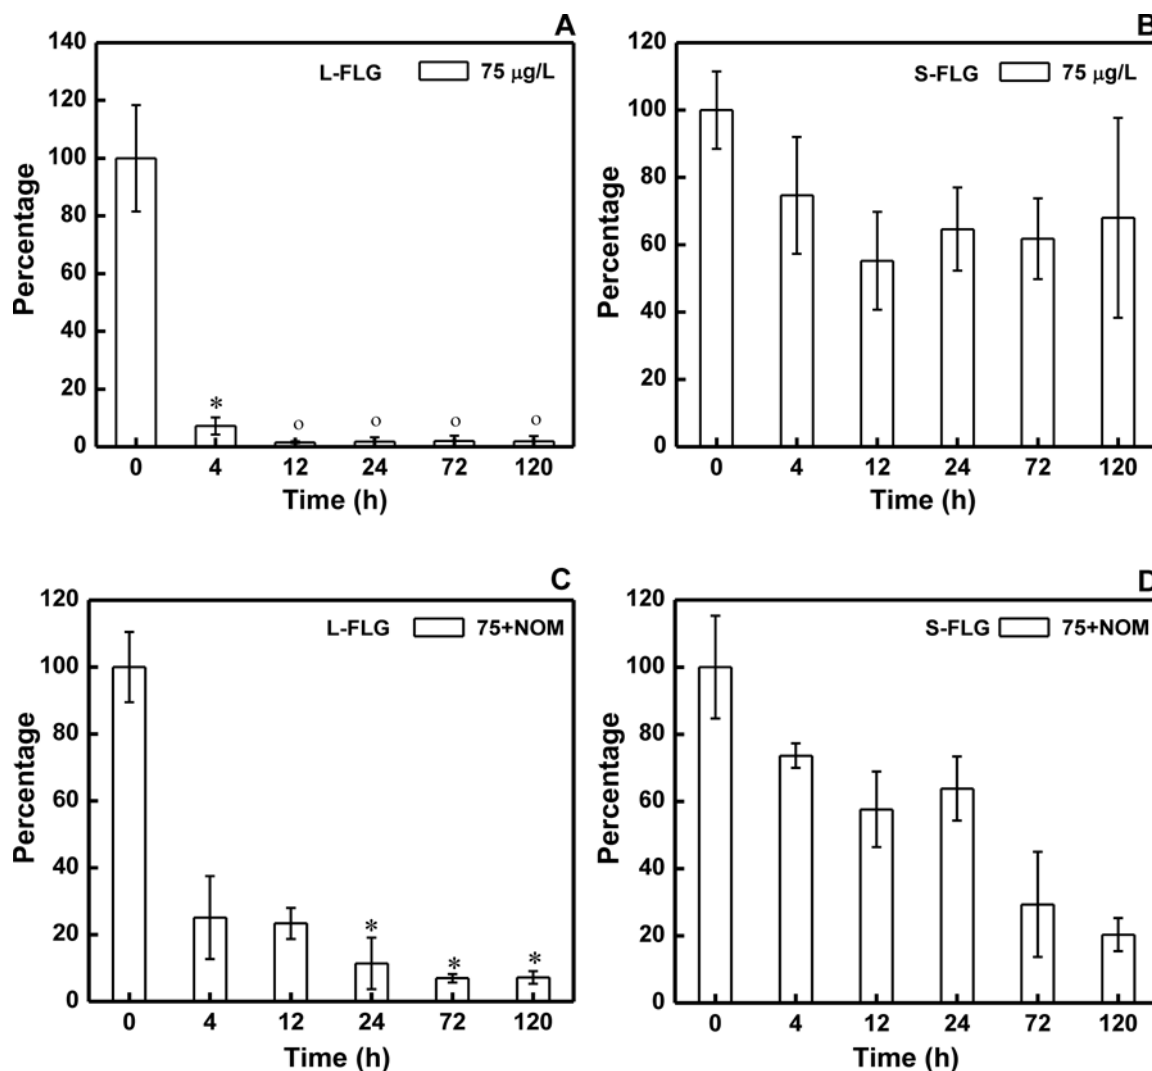 A
L-FLG 75 μg/L
Percentage
140
120
100
80
60
40
20
0
*
o
o
o
o
0 4 12 24 72 120
Time (h)
B
S-FLG 75 μg/L
Percentage
120
100
80
60
40
20
0
0 4 12 24 72 120
Time (h)
C
L-FLG 75+NOM
Percentage
120
100
80
60
40
20
0
*
*
*
0 4 12 24 72 120
Time (h)
D
S-FLG 75+NOM
Percentage
120
100
80
60
40
20
0
0 4 12 24 72 120
Time (h)